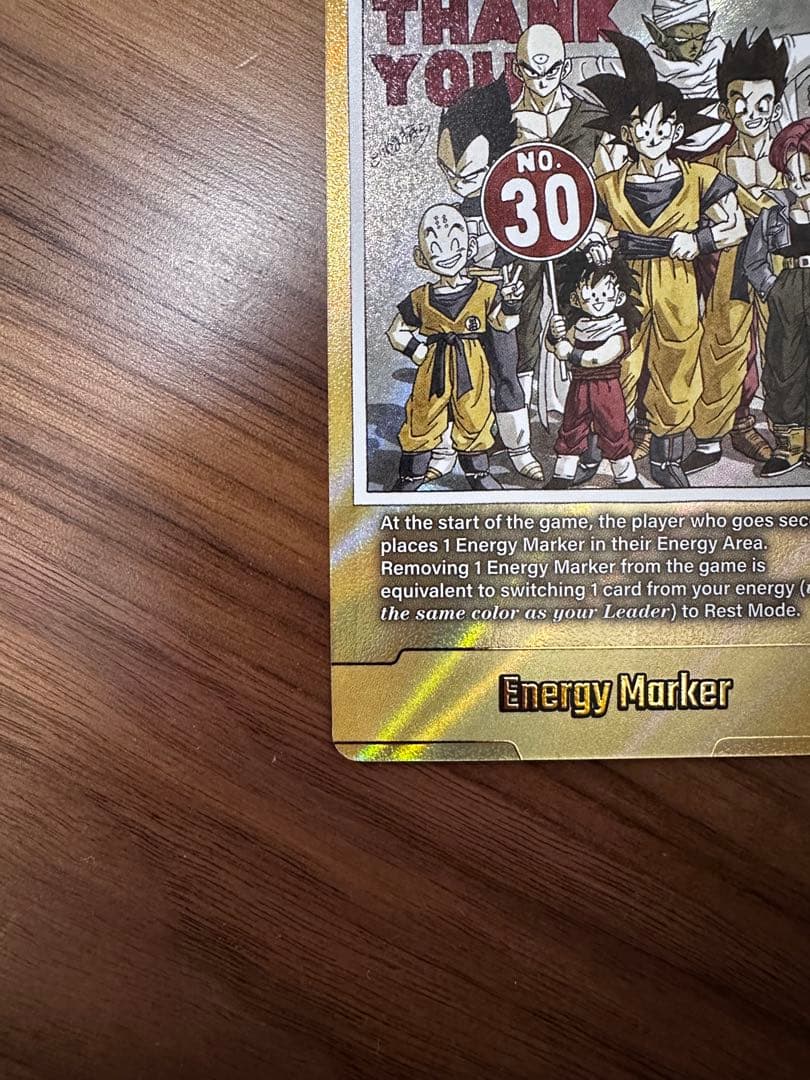 THANK
YOU
NO.
30
At the start of the game, the player who goes sec
places 1 Energy Marker in their Energy Area.
Removing 1 Energy Marker from the game is
equivalent to switching 1 card from your energy (
the same color as your Leader) to Rest Mode.
Energy Marker